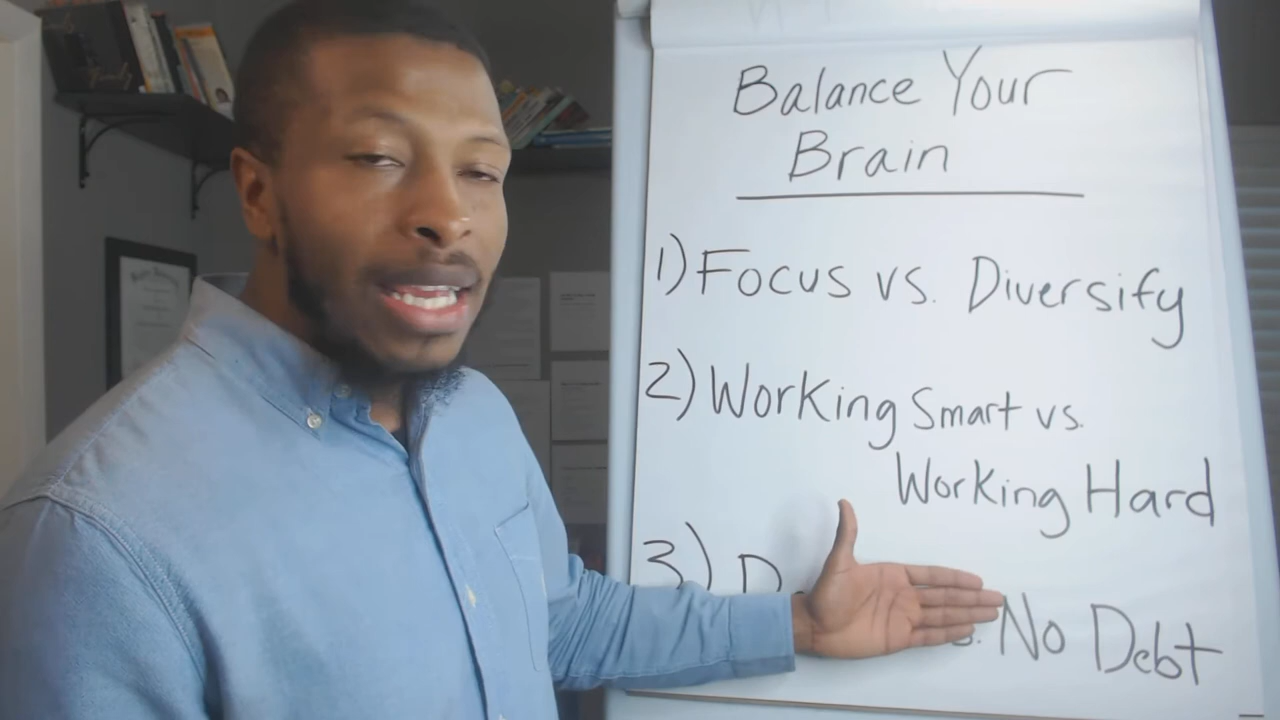 Balance Your
Brain
1) Focus vs. Diversify
2) Working Smart vs.
Working Hard
3) D
No Debt